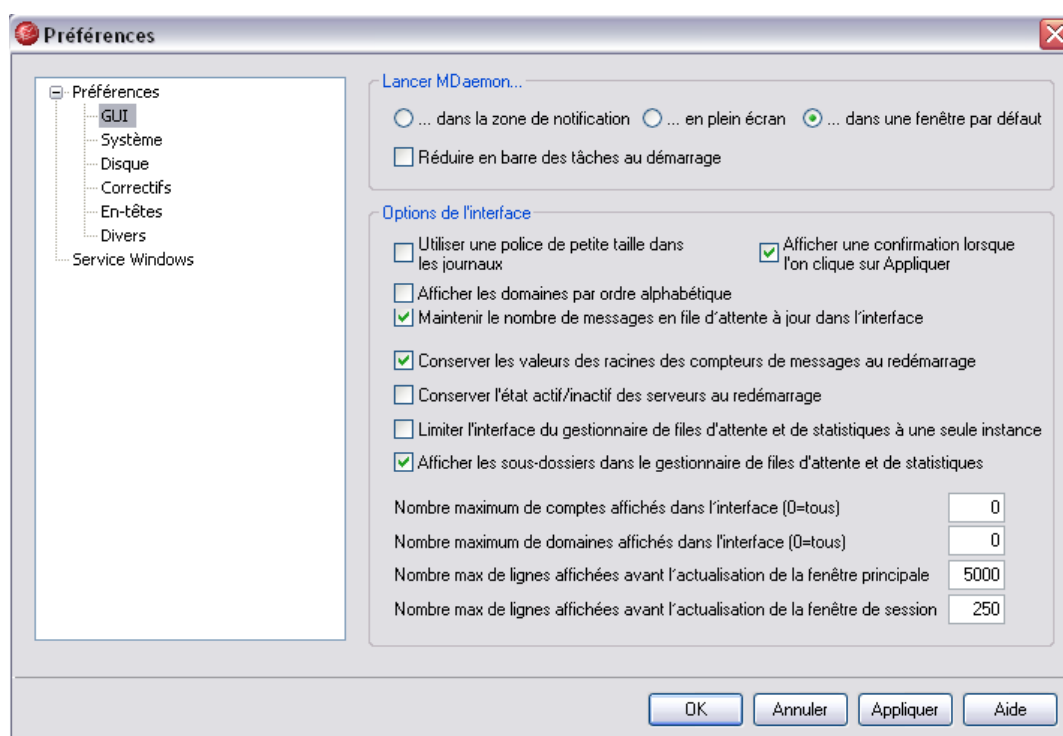 Préférences
Préférences
GUI
Système
Disque
Correctifs
En-têtes
Divers
Service Windows
Lancer MDaemon...
... dans la zone de notification ... en plein écran ... dans une fenêtre par défaut
Réduire en barre des tâches au démarrage
Options de l'interface
Utiliser une police de petite taille dans
les journaux
Afficher une confirmation lorsque
l'on clique sur Appliquer
Afficher les domaines par ordre alphabétique
Maintenir le nombre de messages en file d'attente à jour dans l'interface
Conserver les valeurs des racines des compteurs de messages au redémarrage
Conserver l'état actif/inactif des serveurs au redémarrage
Limiter l'interface du gestionnaire de files d'attente et de statistiques à une seule instance
Afficher les sous-dossiers dans le gestionnaire de files d'attente et de statistiques
Nombre maximum de comptes affichés dans l'interface (0=tous) 0
Nombre maximum de domaines affichés dans l'interface (0=tous) 0
Nombre max de lignes affichées avant l'actualisation de la fenêtre principale 5000
Nombre max de lignes affichées avant l'actualisation de la fenêtre de session 250
OK Annuler Appliquer Aide